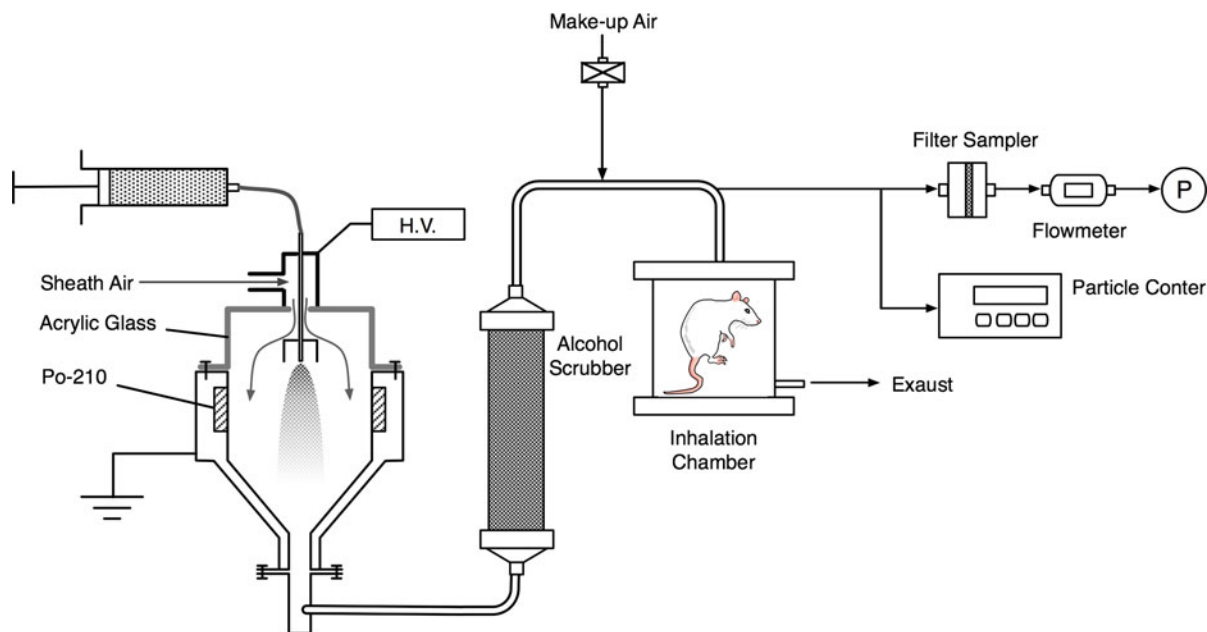 Make-up Air
Filter Sampler
P
Flowmeter
H.V.
Sheath Air
Particle Conter
Acrylic Glass
Alcohol
Scrubber
Po-210
Exaust
Inhalation
Chamber